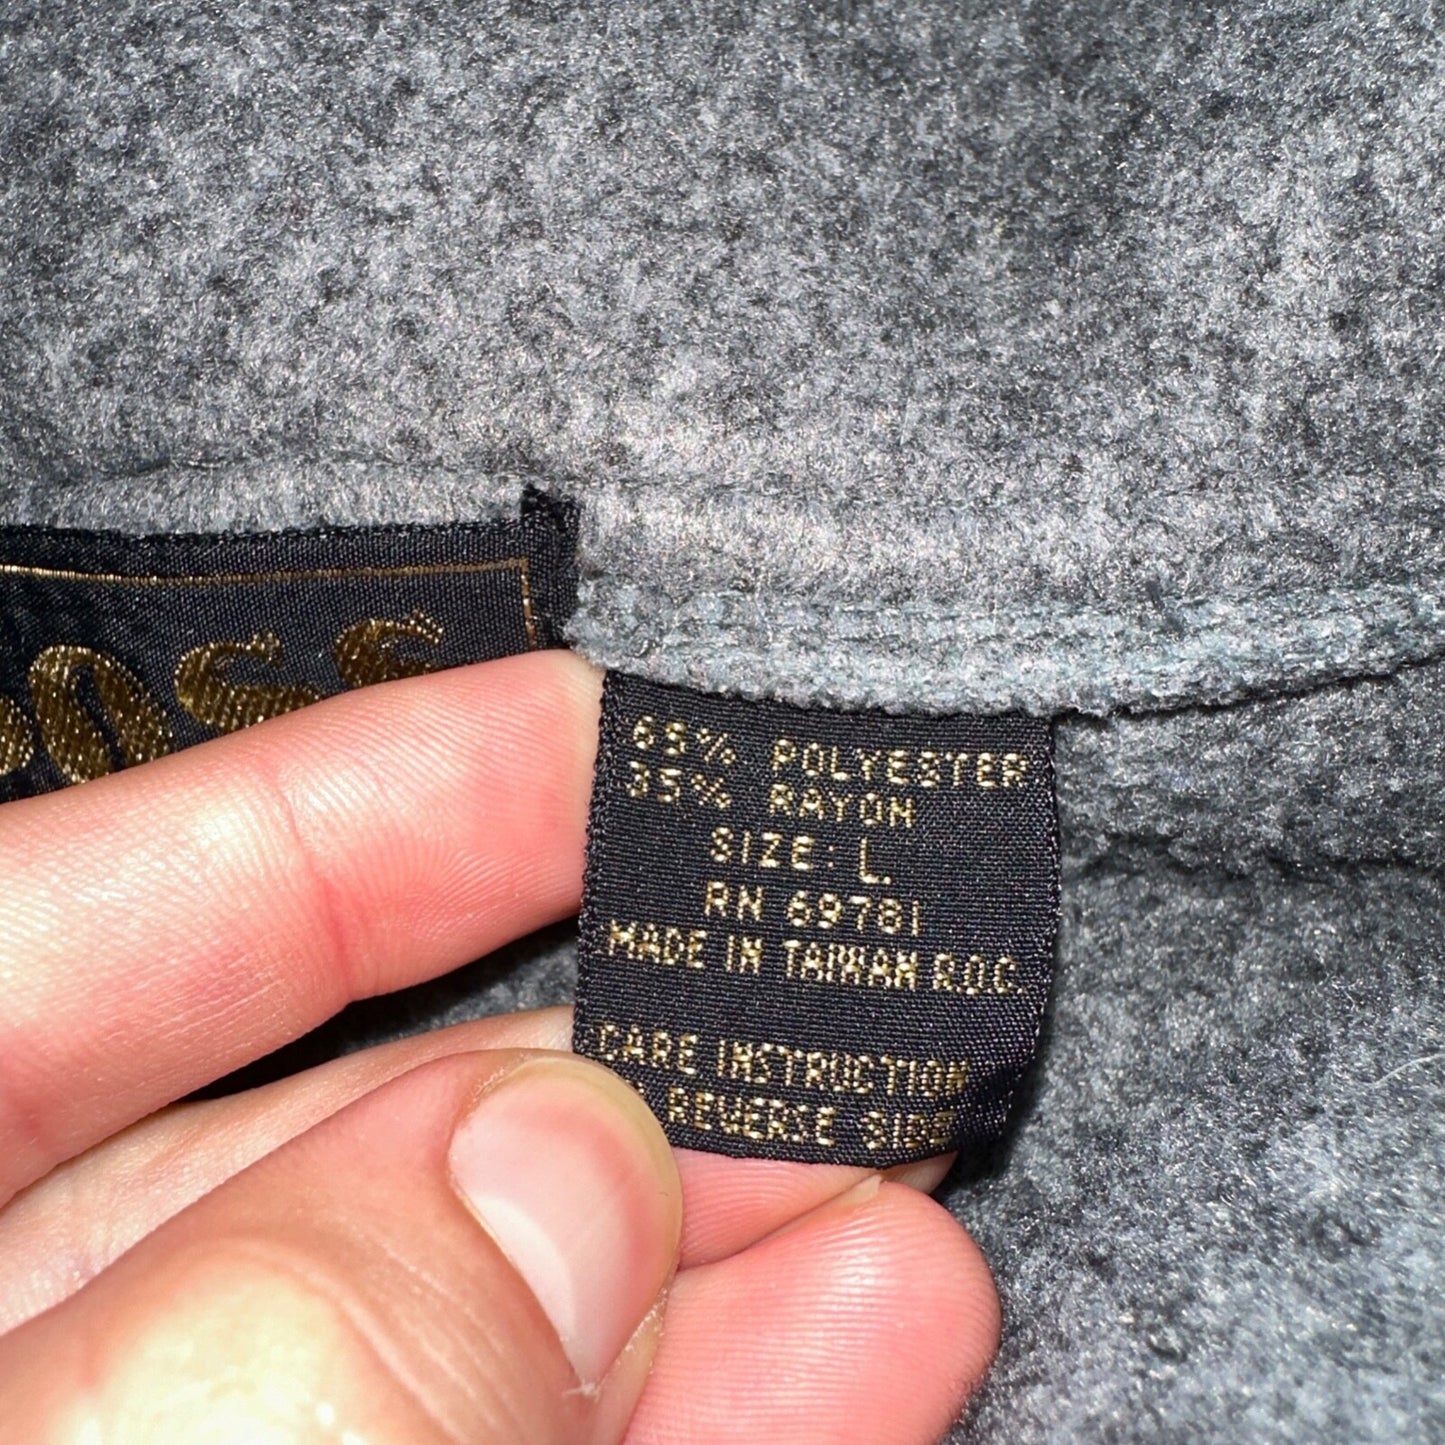 65% POLYESTER
35% RAYON
SIZE: L.
RN 69781
MADE IN TAIWAN R.O.C.
CARE INSTRUCTION
REVERSE SIDE